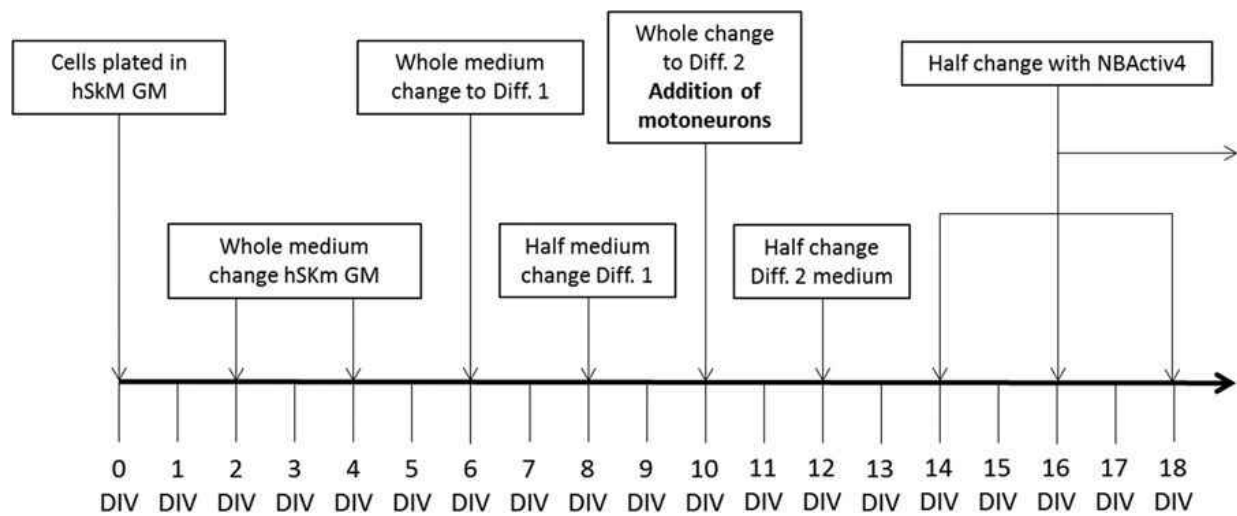 Cells plated in
hSkM GM
Whole medium
change to Diff. 1
Whole change
to Diff. 2
Addition of
motoneurons
Half change with NBActiv4
Whole medium
change hSKm GM
Half medium
change Diff. 1
Half change
Diff. 2 medium
0 1 2 3 4 5 6 7 8 9 10 11 12 13 14 15 16 17 18
DIV DIV DIV DIV DIV DIV DIV DIV DIV DIV DIV DIV DIV DIV DIV DIV DIV DIV DIV